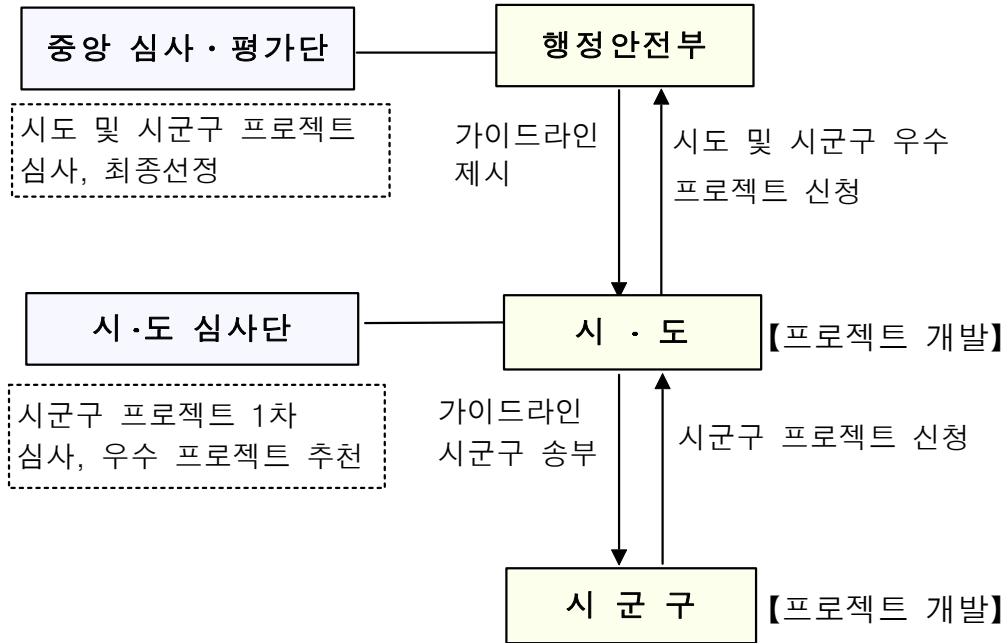 중앙 심사·평가단
행정안전부
시도 및 시군구 프로젝트
심사, 최종선정
가이드라인
제시
시도 및 시군구 우수
프로젝트 신청
시·도 심사단
시 · 도
【프로젝트 개발】
시군구 프로젝트 1차
심사, 우수 프로젝트 추천
가이드라인
시군구 송부
시군구 프로젝트 신청
시 군 구
【프로젝트 개발】